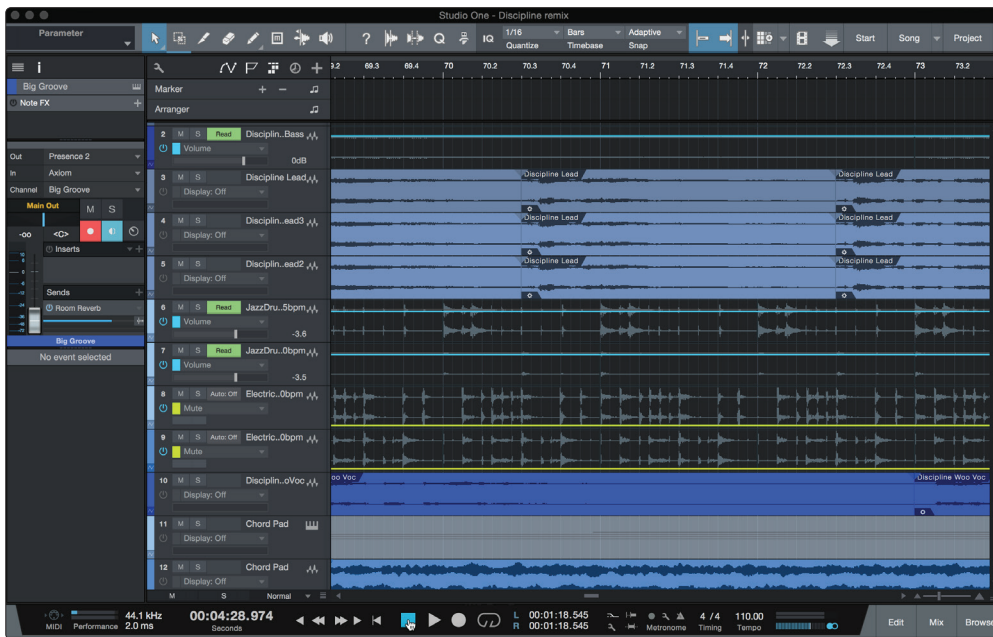 Studio One - Discipline remix
Parameter
IQ
1/16 Bars Adaptive
Quantize Timebase Snap
Start Song Project
Big Groove
Note FX
Out Presence 2
In Axiom
Channel Big Groove
Main Out M S
-oo <C>
Inserts
Sends
Room Reverb
Big Groove
No event selected
9.2 69.3 69.4 70 70.2 70.3 70.4 71 71.2 71.3 71.4 72 72.2 72.3 72.4 73 73.2
Marker
Arranger
2 M S Read Disciplin..Bass
Volume
0dB
3 M S Discipline Lead
Display: Off
Discipline Lead Discipline Lead
4 M S Disciplin..ead3
Display: Off
Discipline Lead Discipline Lead
5 M S Disciplin..ead2
Display: Off
Discipline Lead Discipline Lead
6 M S Read JazzDru..5bpm
Volume
-3.6
7 M S Read JazzDru..0bpm
Volume
-3.5
8 M S Auto: Off Electric..0bpm
Mute
9 M S Auto: Off Electric..0bpm
Mute
10 M S Disciplin..oVoc
Display: Off
oo Voc Discipline Woo Voc
11 M S Chord Pad
Display: Off
12 M S Chord Pad
Display: Off
M S Normal
MIDI Performance
44.1 kHz
2.0 ms
00:04:28.974
Seconds
L 00:01:18.545
R 00:01:18.545
Metronome
4 / 4
Timing
110.00
Tempo
Edit Mix Browse